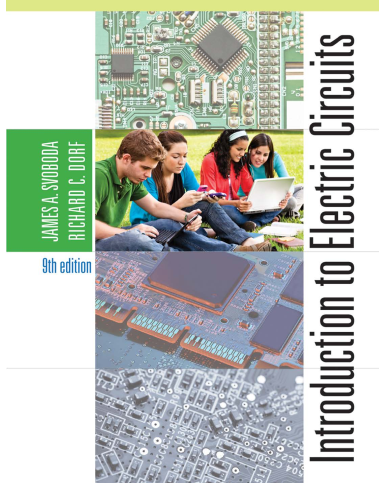 JAMES A. SVOBODA
RICHARD C. DORF
9th edition
Introduction to Electric Circuits